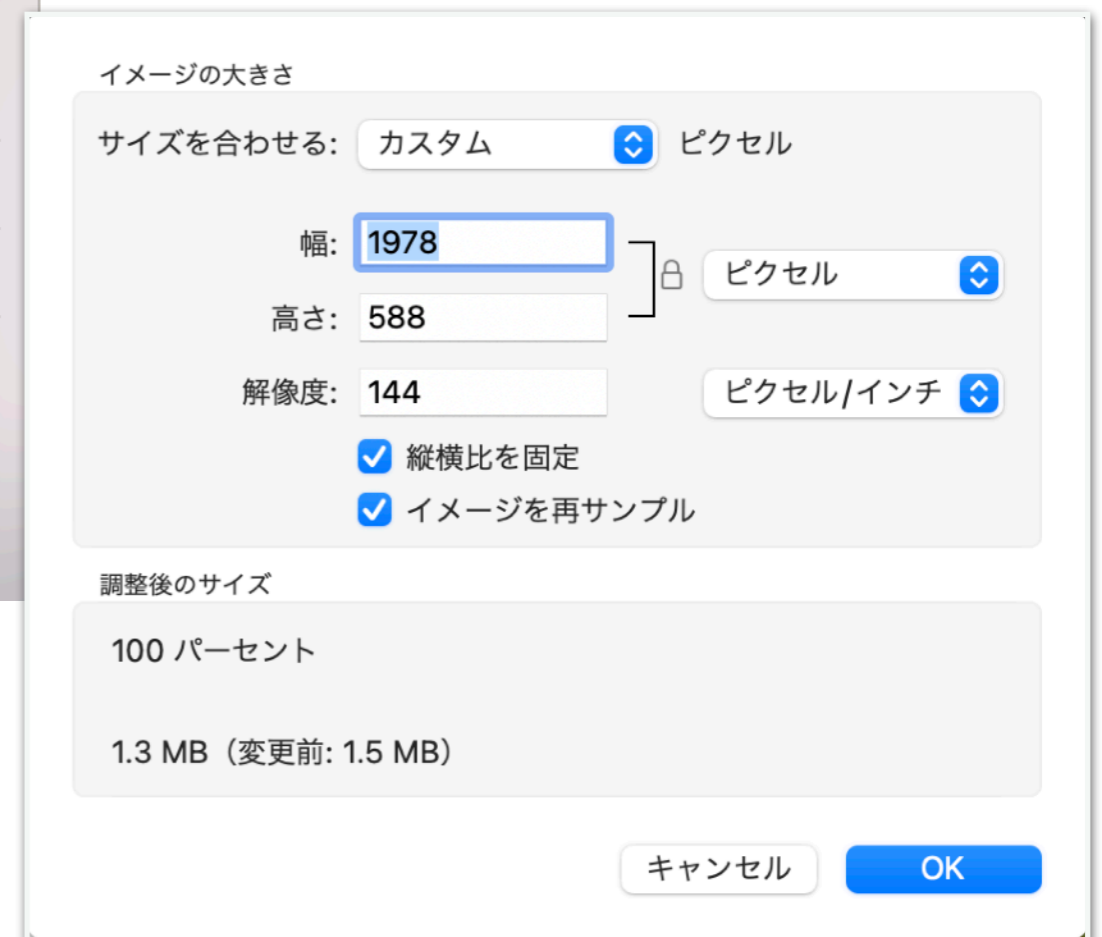 イメージの大きさ
サイズを合わせる: カスタム ピクセル
幅: 1978
ピクセル
高さ: 588
解像度: 144 ピクセル/インチ
縦横比を固定
イメージを再サンプル
調整後のサイズ
100 パーセント
1.3 MB（変更前: 1.5 MB）
キャンセル OK